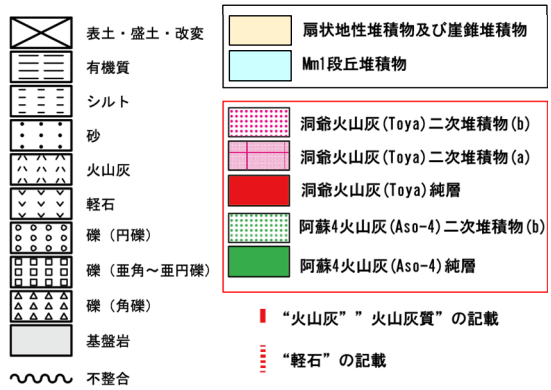 表土・盛土・改変
有機質
シルト
砂
火山灰
軽石
礫（円礫）
礫（亜角～亜円礫）
礫（角礫）
基盤岩
不整合
扇状地性堆積物及び崖錐堆積物
Mm1段丘堆積物
洞爺火山灰(Toya)二次堆積物(b)
洞爺火山灰(Toya)二次堆積物(a)
洞爺火山灰(Toya)純層
阿蘇4火山灰(Aso-4)二次堆積物(b)
阿蘇4火山灰(Aso-4)純層
“火山灰””火山灰質”の記載
“軽石”の記載